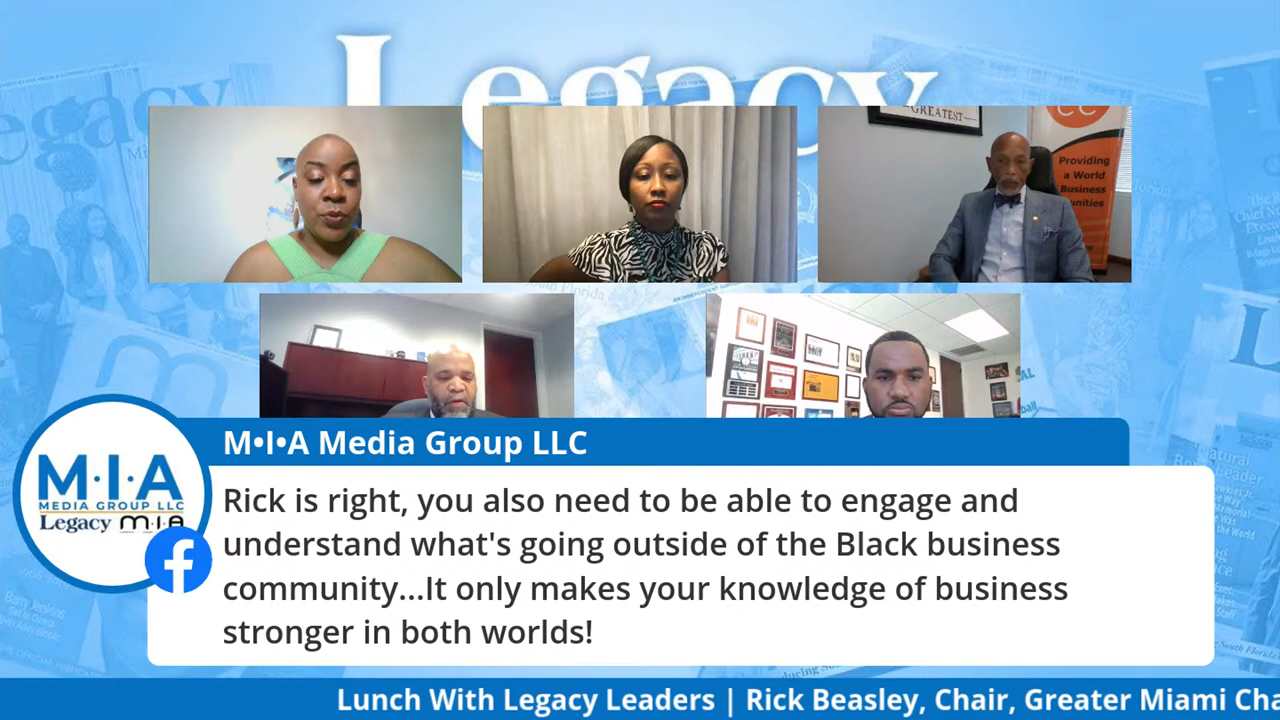 Legacy
GREATEST
CC
Providing
a World
Business
unities
M•I•A Media Group LLC
M·I·A
MEDIA GROUP LLC
Legacy M·I·A
Rick is right, you also need to be able to engage and
understand what's going outside of the Black business
community...It only makes your knowledge of business
stronger in both worlds!
Lunch With Legacy Leaders | Rick Beasley, Chair, Greater Miami Cha